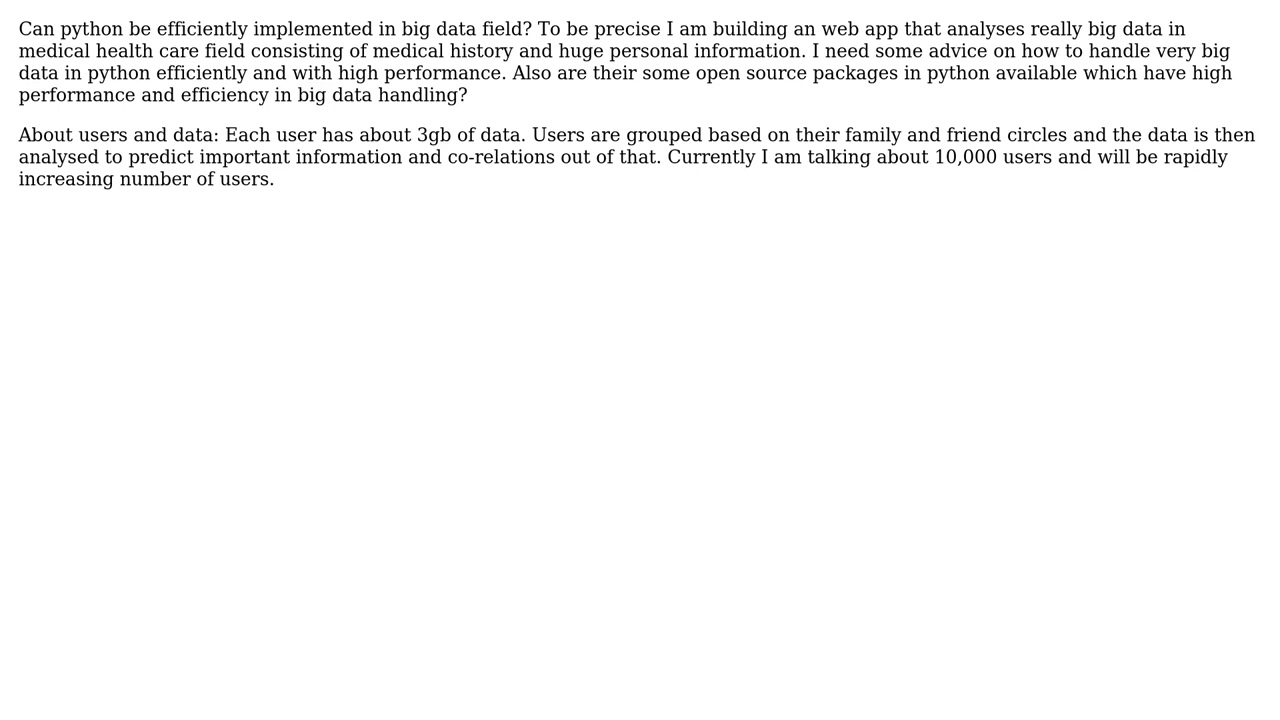 Can python be efficiently implemented in big data field? To be precise I am building an web app that analyses really big data in
medical health care field consisting of medical history and huge personal information. I need some advice on how to handle very big
data in python efficiently and with high performance. Also are their some open source packages in python available which have high
performance and efficiency in big data handling?
About users and data: Each user has about 3gb of data. Users are grouped based on their family and friend circles and the data is then
analysed to predict important information and co-relations out of that. Currently I am talking about 10,000 users and will be rapidly
increasing number of users.